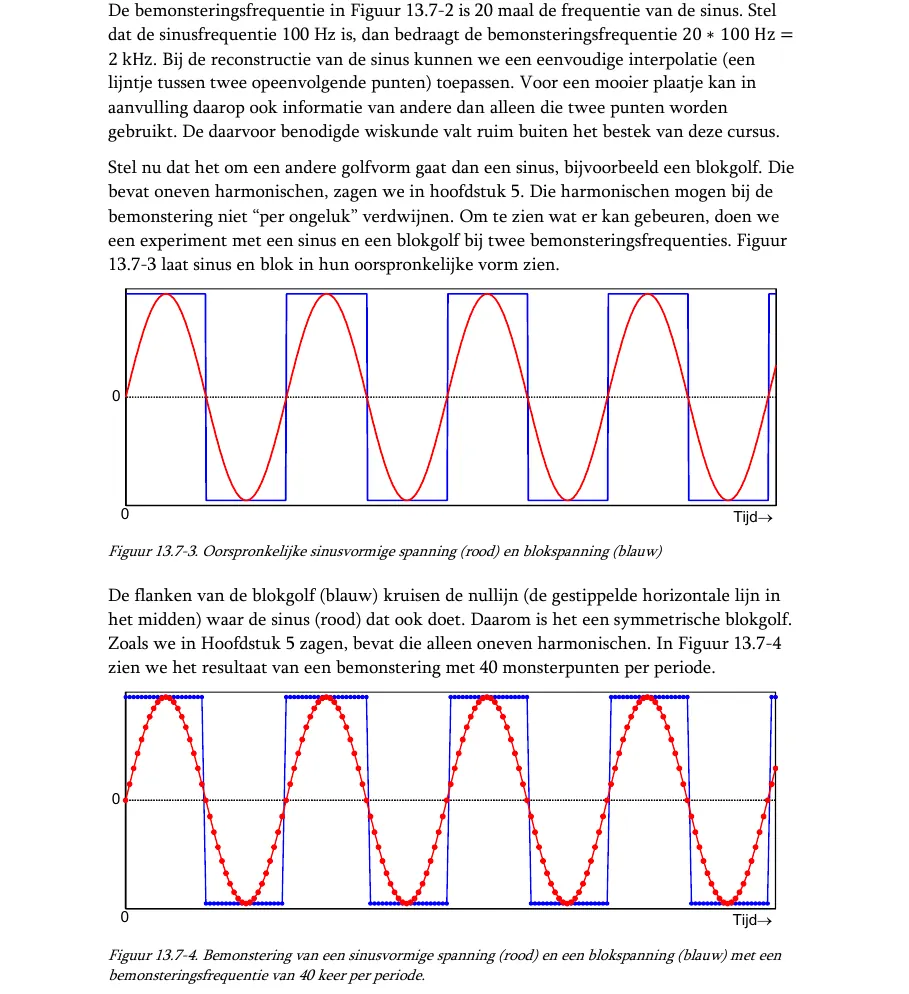 De bemonsteringsfrequentie in Figuur 13.7-2 is 20 maal de frequentie van de sinus. Stel
dat de sinusfrequentie 100 Hz is, dan bedraagt de bemonsteringsfrequentie 20 ∗ 100 Hz =
2 kHz. Bij de reconstructie van de sinus kunnen we een eenvoudige interpolatie (een
lijntje tussen twee opeenvolgende punten) toepassen. Voor een mooier plaatje kan in
aanvulling daarop ook informatie van andere dan alleen die twee punten worden
gebruikt. De daarvoor benodigde wiskunde valt ruim buiten het bestek van deze cursus.
Stel nu dat het om een andere golfvorm gaat dan een sinus, bijvoorbeeld een blokgolf. Die
bevat oneven harmonischen, zagen we in hoofdstuk 5. Die harmonischen mogen bij de
bemonstering niet “per ongeluk” verdwijnen. Om te zien wat er kan gebeuren, doen we
een experiment met een sinus en een blokgolf bij twee bemonsteringsfrequenties. Figuur
13.7-3 laat sinus en blok in hun oorspronkelijke vorm zien.
0
0
Tijd→
Figuur 13.7-3. Oorspronkelijke sinusvormige spanning (rood) en blokspanning (blauw)
De flanken van de blokgolf (blauw) kruisen de nullijn (de gestippelde horizontale lijn in
het midden) waar de sinus (rood) dat ook doet. Daarom is het een symmetrische blokgolf.
Zoals we in Hoofdstuk 5 zagen, bevat die alleen oneven harmonischen. In Figuur 13.7-4
zien we het resultaat van een bemonstering met 40 monsterpunten per periode.
0
0
Tijd→
Figuur 13.7-4. Bemonstering van een sinusvormige spanning (rood) en een blokspanning (blauw) met een
bemonsteringsfrequentie van 40 keer per periode.